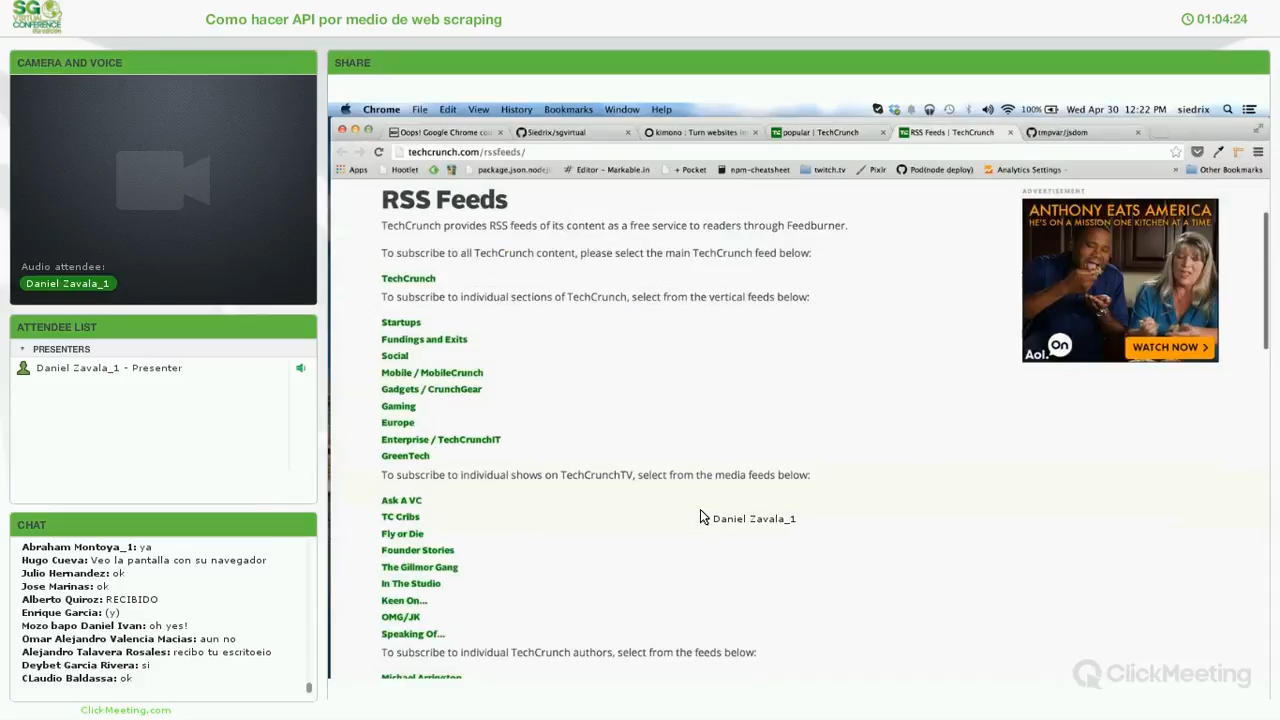 SG
VIRTUAL
CONFERENCE
Como hacer API por medio de web scraping
01:04:24
CAMERA AND VOICE
Audio attendee:
Daniel Zavala_1
ATTENDEE LIST
PRESENTERS
Daniel Zavala_1 - Presenter
CHAT
Abraham Montoya_1: ya
Hugo Cueva: Veo la pantalla con su navegador
Julio Hernandez: ok
Jose Marinas: ok
Alberto Quiroz: RECIBIDO
Enrique Garcia: (y)
Mozo bapo Daniel Ivan: oh yes!
Omar Alejandro Valencia Macias: aun no
Alejandro Talavera Rosales: recibo tu escritoeio
Deybet Garcia Rivera: si
CLaudio Baldassa: ok
ClickMeeting.com
SHARE
Chrome File Edit View History Bookmarks Window Help 100% Wed Apr 30 12:22 PM siedrix
Oops! Google Chrome co Siedrix/sgvirtual kimono : Turn websites in popular | TechCrunch RSS Feeds | TechCrunch tmpvar/jsdom
techcrunch.com/rssfeeds/
Apps Hootlet package.json.nodej Editor - Markable.in + Pocket npm-cheatsheet twitch.tv Pixlr Pod(node deploy) Analytics Settings - » Other Bookmarks
RSS Feeds
TechCrunch provides RSS feeds of its content as a free service to readers through Feedburner.
To subscribe to all TechCrunch content, please select the main TechCrunch feed below:
TechCrunch
To subscribe to individual sections of TechCrunch, select from the vertical feeds below:
Startups
Fundings and Exits
Social
Mobile / MobileCrunch
Gadgets / CrunchGear
Gaming
Europe
Enterprise / TechCrunchIT
GreenTech
To subscribe to individual shows on TechCrunchTV, select from the media feeds below:
Ask A VC
TC Cribs
Fly or Die
Founder Stories
The Gillmor Gang
In The Studio
Keen On...
OMG/JK
Speaking Of...
To subscribe to individual TechCrunch authors, select from the feeds below:
Michael Arrington
Daniel Zavala_1
ADVERTISEMENT
ANTHONY EATS AMERICA
HE'S ON A MISSION ONE KITCHEN AT A TIME
Aol. On
WATCH NOW >
ClickMeeting